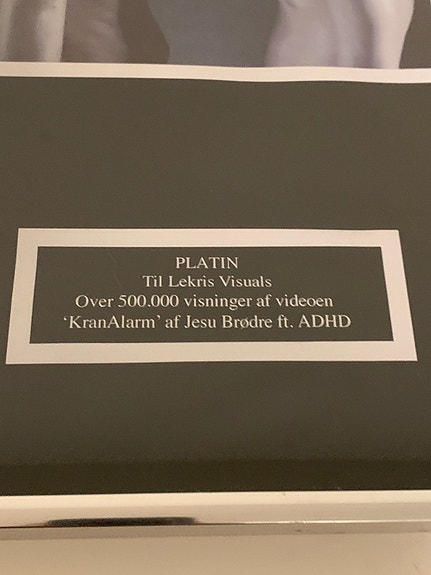 PLATIN
Til Lekris Visuals
Over 500.000 visninger af videoen
‘KranAlarm’ af Jesu Brødre ft. ADHD